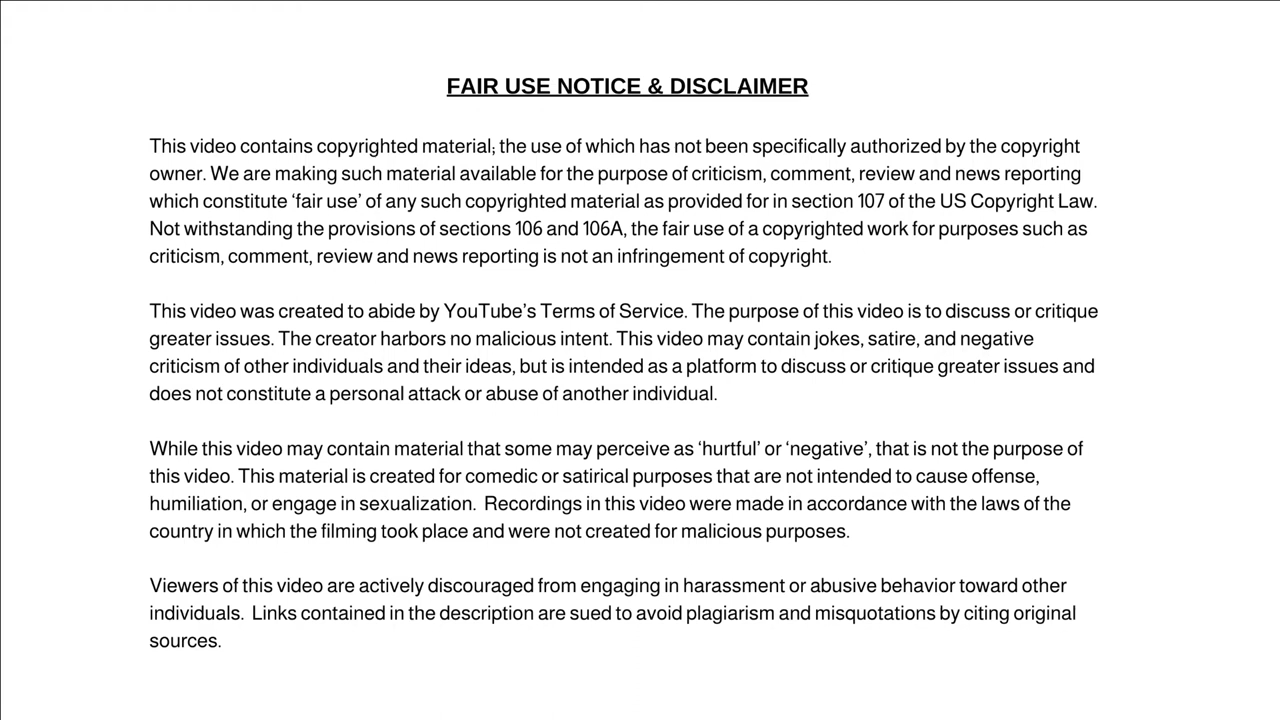 FAIR USE NOTICE & DISCLAIMER
This video contains copyrighted material; the use of which has not been specifically authorized by the copyright
owner. We are making such material available for the purpose of criticism, comment, review and news reporting
which constitute ‘fair use’ of any such copyrighted material as provided for in section 107 of the US Copyright Law.
Not withstanding the provisions of sections 106 and 106A, the fair use of a copyrighted work for purposes such as
criticism, comment, review and news reporting is not an infringement of copyright.
This video was created to abide by YouTube’s Terms of Service. The purpose of this video is to discuss or critique
greater issues. The creator harbors no malicious intent. This video may contain jokes, satire, and negative
criticism of other individuals and their ideas, but is intended as a platform to discuss or critique greater issues and
does not constitute a personal attack or abuse of another individual.
While this video may contain material that some may perceive as ‘hurtful’ or ‘negative’, that is not the purpose of
this video. This material is created for comedic or satirical purposes that are not intended to cause offense,
humiliation, or engage in sexualization.  Recordings in this video were made in accordance with the laws of the
country in which the filming took place and were not created for malicious purposes.
Viewers of this video are actively discouraged from engaging in harassment or abusive behavior toward other
individuals.  Links contained in the description are sued to avoid plagiarism and misquotations by citing original
sources.